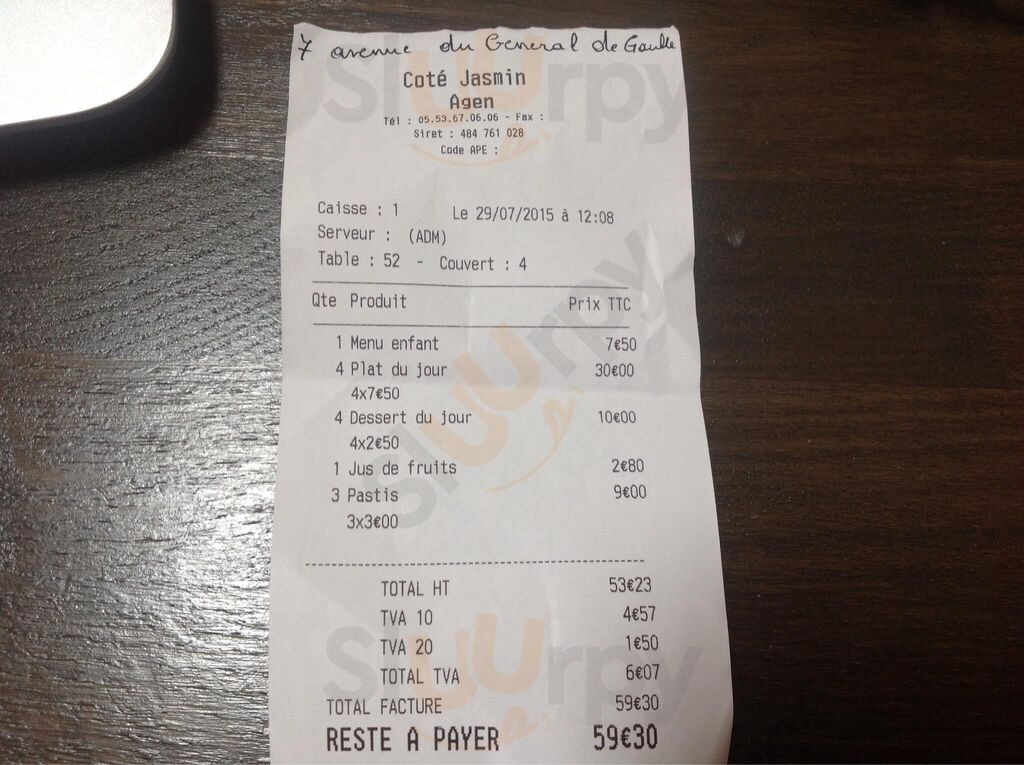 7 avenue du General de Gaulle
Coté Jasmin
Agen
Tél : 05.53.67.06.06 - Fax :
Siret : 484 761 028
Code APE :
Caisse : 1 Le 29/07/2015 à 12:08
Serveur : (ADM)
Table : 52 - Couvert : 4
Qte Produit Prix TTC
1 Menu enfant 7€50
4 Plat du jour 30€00
4x7€50
4 Dessert du jour 10€00
4x2€50
1 Jus de fruits 2€80
3 Pastis 9€00
3x3€00
TOTAL HT 53€23
TVA 10 4€57
TVA 20 1€50
TOTAL TVA 6€07
TOTAL FACTURE 59€30
RESTE A PAYER 59€30
Sluurpy
Sluurpy
Sluurpy